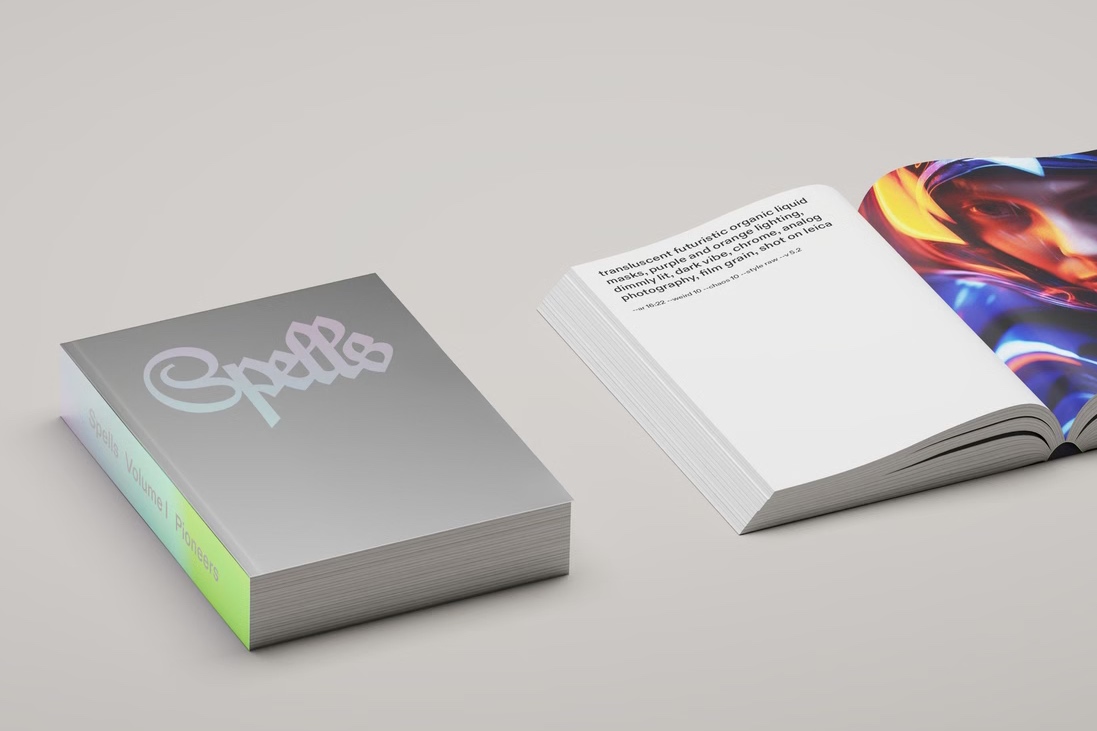 Spells
Spells Volume I Pioneers
transluscent futuristic organic liquid
masks, purple and orange lighting,
dimmly lit, dark vibe, chrome, analog
photography, film grain, shot on leica
--ar 16:22 --weird 10 --chaos 10 --style raw --v 5.2